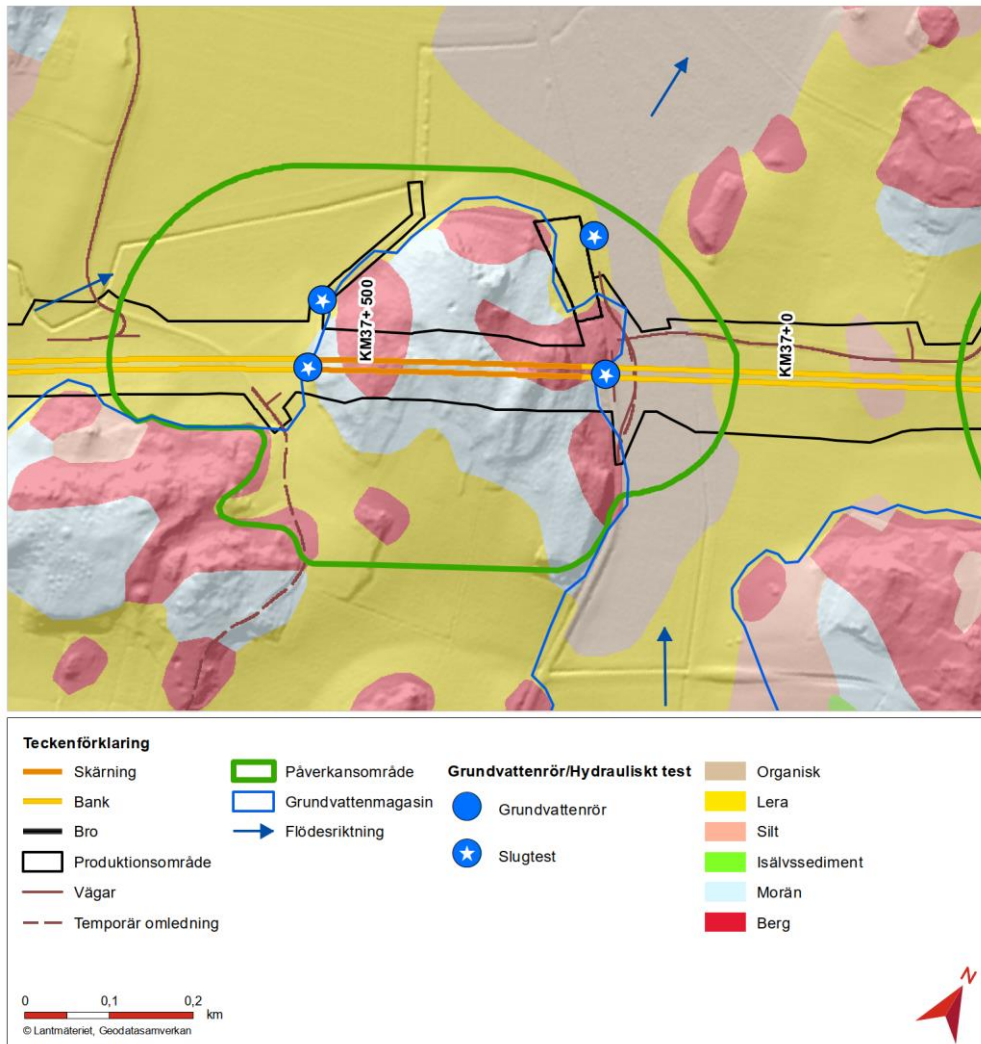 KM37+ 500
KM37+ 0
Teckenförklaring
Skärning
Bank
Bro
Produktionsområde
Vägar
Temporär omledning
Påverkansområde
Grundvattenmagasin
Flödesriktning
Grundvattenrör/Hydrauliskt test
Grundvattenrör
Slugtest
Organisk
Lera
Silt
Isälvssediment
Morän
Berg
0 0,1 0,2
km
© Lantmäteriet, Geodatasamverkan
N